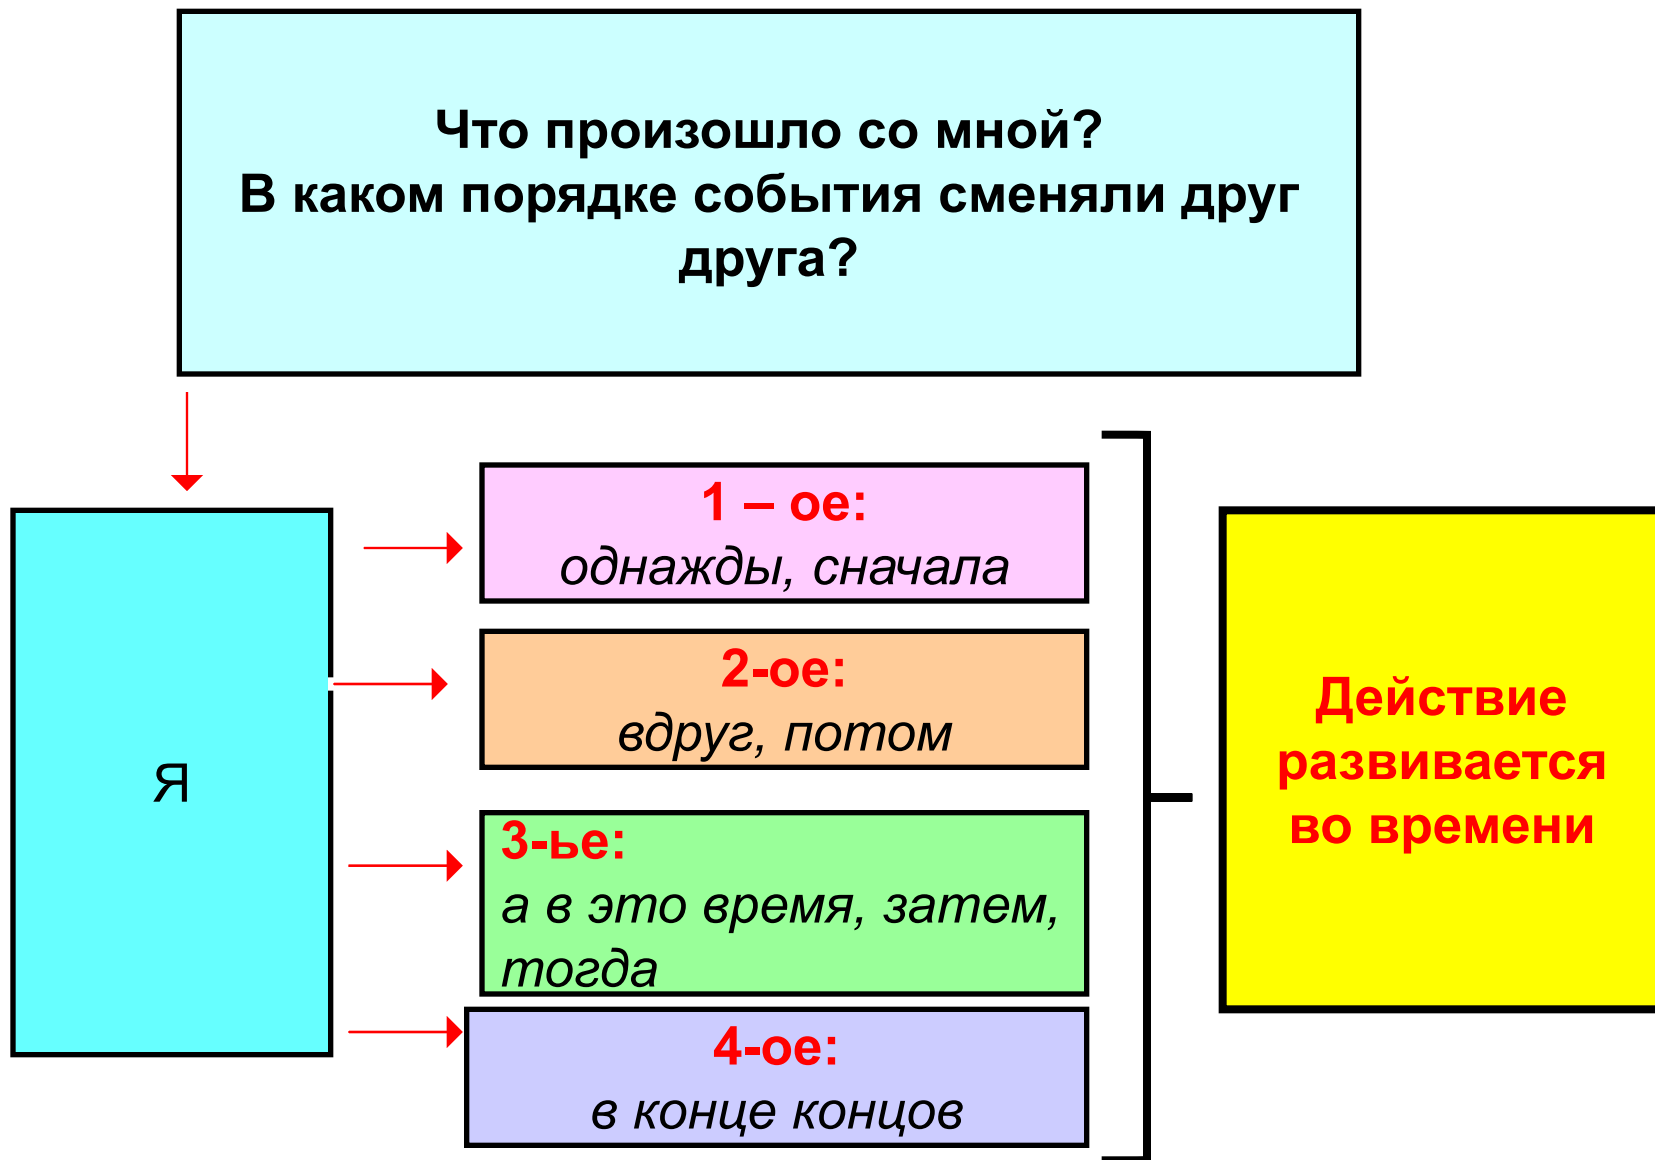 Что произошло со мной?
В каком порядке события сменяли друг
друга?
Я
1 – ое:
однажды, сначала
2-ое:
вдруг, потом
3-ье:
а в это время, затем,
тогда
4-ое:
в конце концов
Действие
развивается
во времени